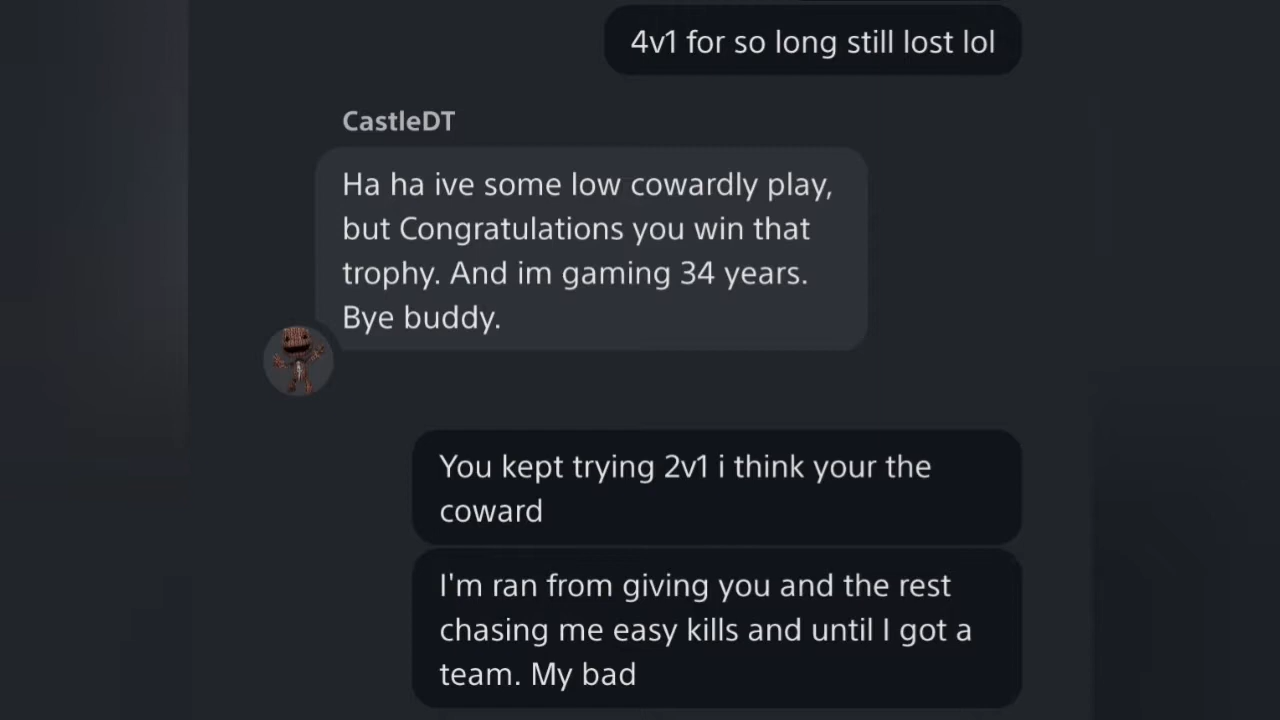 4v1 for so long still lost lol
CastleDT
Ha ha ive some low cowardly play,
but Congratulations you win that
trophy. And im gaming 34 years.
Bye buddy.
You kept trying 2v1 i think your the
coward
I'm ran from giving you and the rest
chasing me easy kills and until I got a
team. My bad